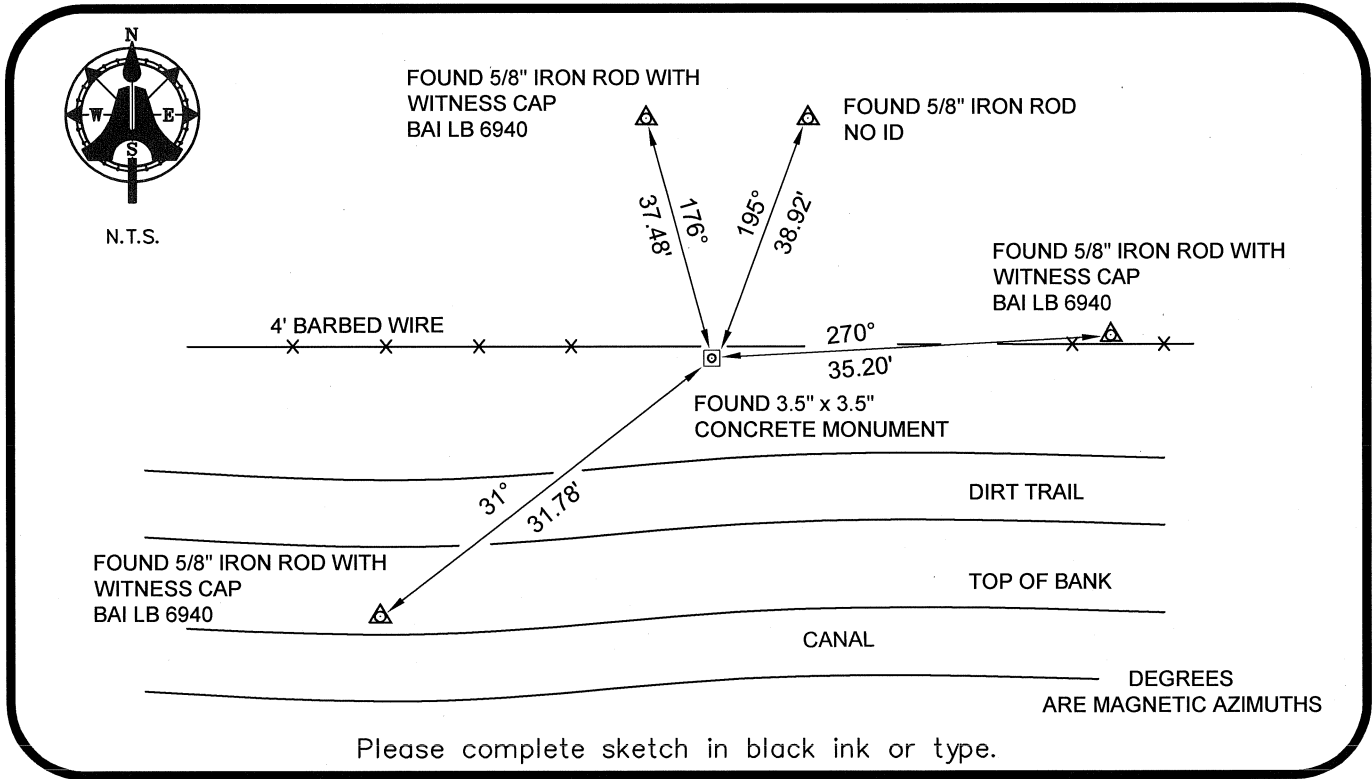 N
W E
S
N.T.S.
FOUND 5/8" IRON ROD WITH
WITNESS CAP
BAI LB 6940
FOUND 5/8" IRON ROD
NO ID
176°
37.48'
195°
38.92'
FOUND 5/8" IRON ROD WITH
WITNESS CAP
BAI LB 6940
4' BARBED WIRE
270°
35.20'
FOUND 3.5" x 3.5"
CONCRETE MONUMENT
31°
31.78'
DIRT TRAIL
FOUND 5/8" IRON ROD WITH
WITNESS CAP
BAI LB 6940
TOP OF BANK
CANAL
DEGREES
ARE MAGNETIC AZIMUTHS
Please complete sketch in black ink or type.